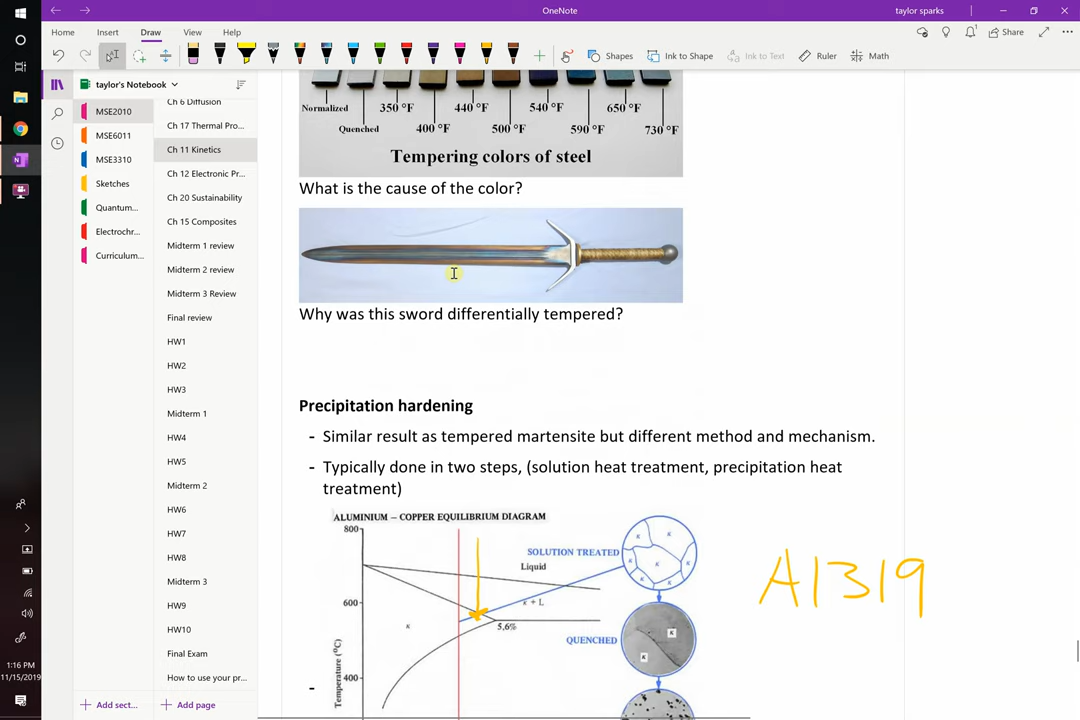 OneNote
taylor sparks
Home
Insert
Draw
View
Help
Share
Shapes
Ink to Shape
Ink to Text
Ruler
Math
taylor's Notebook
MSE2010
MSE6011
MSE3310
Sketches
Quantum...
Electrochr...
Curriculum...
Ch 6 Diffusion
Ch 17 Thermal Pro...
Ch 11 Kinetics
Ch 12 Electronic Pr...
Ch 20 Sustainability
Ch 15 Composites
Midterm 1 review
Midterm 2 review
Midterm 3 Review
Final review
HW1
HW2
HW3
Midterm 1
HW4
HW5
Midterm 2
HW6
HW7
HW8
Midterm 3
HW9
HW10
Final Exam
How to use your pr...
Add sect...
Add page
Normalized 350 °F 440 °F 540 °F 650 °F
Quenched 400 °F 500 °F 590 °F 730 °F
Tempering colors of steel
What is the cause of the color?
Why was this sword differentially tempered?
Precipitation hardening
- Similar result as tempered martensite but different method and mechanism.
- Typically done in two steps, (solution heat treatment, precipitation heat
treatment)
ALUMINIUM – COPPER EQUILIBRIUM DIAGRAM
800
600
400
Temperature (°C)
SOLUTION TREATED
Liquid
κ + L
κ
5,6%
QUENCHED
κ
κ
κ
κ
κ
κ
κ
κ
κ
-
Al319
1:16 PM
11/15/2019